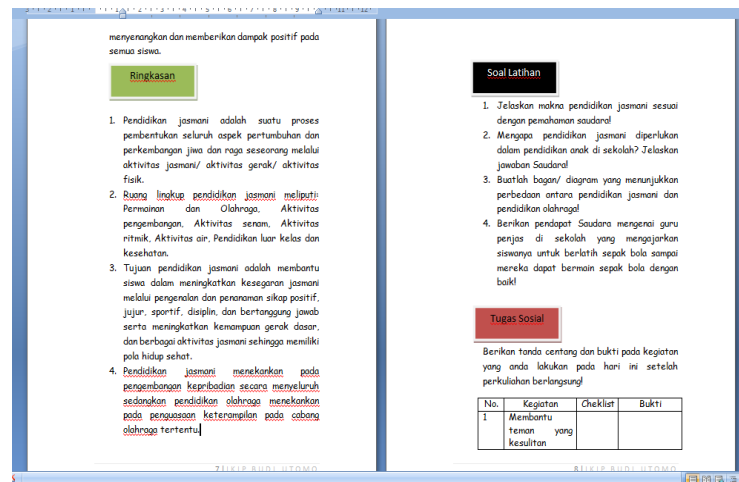 menyenangkan dan memberikan dampak positif pada
semua siswa.
Ringkasan
1. Pendidikan jasmani adalah suatu proses
pembentukan seluruh aspek pertumbuhan dan
perkembangan jiwa dan raga seseorang melalui
aktivitas jasmani/ aktivitas gerak/ aktivitas
fisik.
2. Ruang lingkup pendidikan jasmani meliputi:
Permainan dan Olahraga, Aktivitas
pengembangan, Aktivitas senam, Aktivitas
ritmik, Aktivitas air, Pendidikan luar kelas dan
kesehatan.
3. Tujuan pendidikan jasmani adalah membantu
siswa dalam meningkatkan kesegaran jasmani
melalui pengenalan dan penanaman sikap positif,
jujur, sportif, disiplin, dan bertanggung jawab
serta meningkatkan kemampuan gerak dasar,
dan berbagai aktivitas jasmani sehingga memiliki
pola hidup sehat.
4. Pendidikan jasmani menekankan pada
pengembangan kepribadian secara menyeluruh
sedangkan pendidikan olahraga menekankan
pada penguasaan keterampilan pada cabang
olahraga tertentu.
7|IKIP BUDI UTOMO
Soal Latihan
1. Jelaskan makna pendidikan jasmani sesuai
dengan pemahaman saudara!
2. Mengapa pendidikan jasmani diperlukan
dalam pendidikan anak di sekolah? Jelaskan
jawaban Saudara!
3. Buatlah bagan/ diagram yang menunjukkan
perbedaan antara pendidikan jasmani dan
pendidikan olahraga!
4. Berikan pendapat Saudara mengenai guru
penjas di sekolah yang mengajarkan
siswanya untuk berlatih sepak bola sampai
mereka dapat bermain sepak bola dengan
baik!
Tugas Sosial
Berikan tanda centang dan bukti pada kegiatan
yang anda lakukan pada hari ini setelah
perkuliahan berlangsung!
No. Kegiatan Cheklist Bukti
1 Membantu
teman yang
kesulitan
8|IKIP BUDI UTOMO